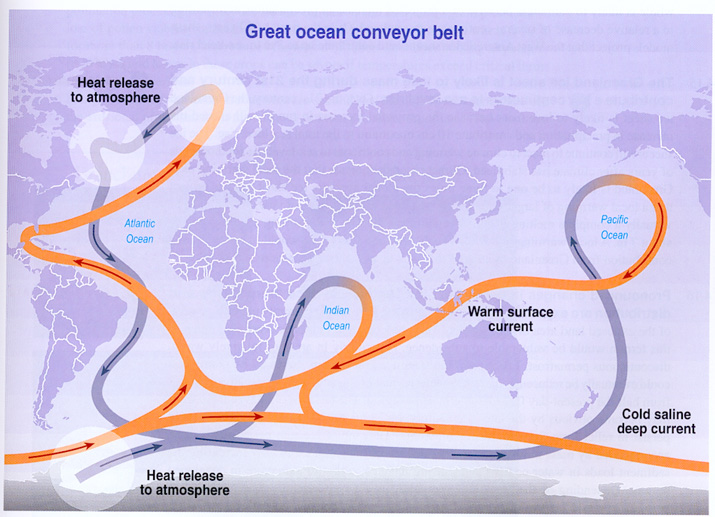 Great ocean conveyor belt
Heat release
to atmosphere
Atlantic
Ocean
Pacific
Ocean
Indian
Ocean
Warm surface
current
Cold saline
deep current
Heat release
to atmosphere